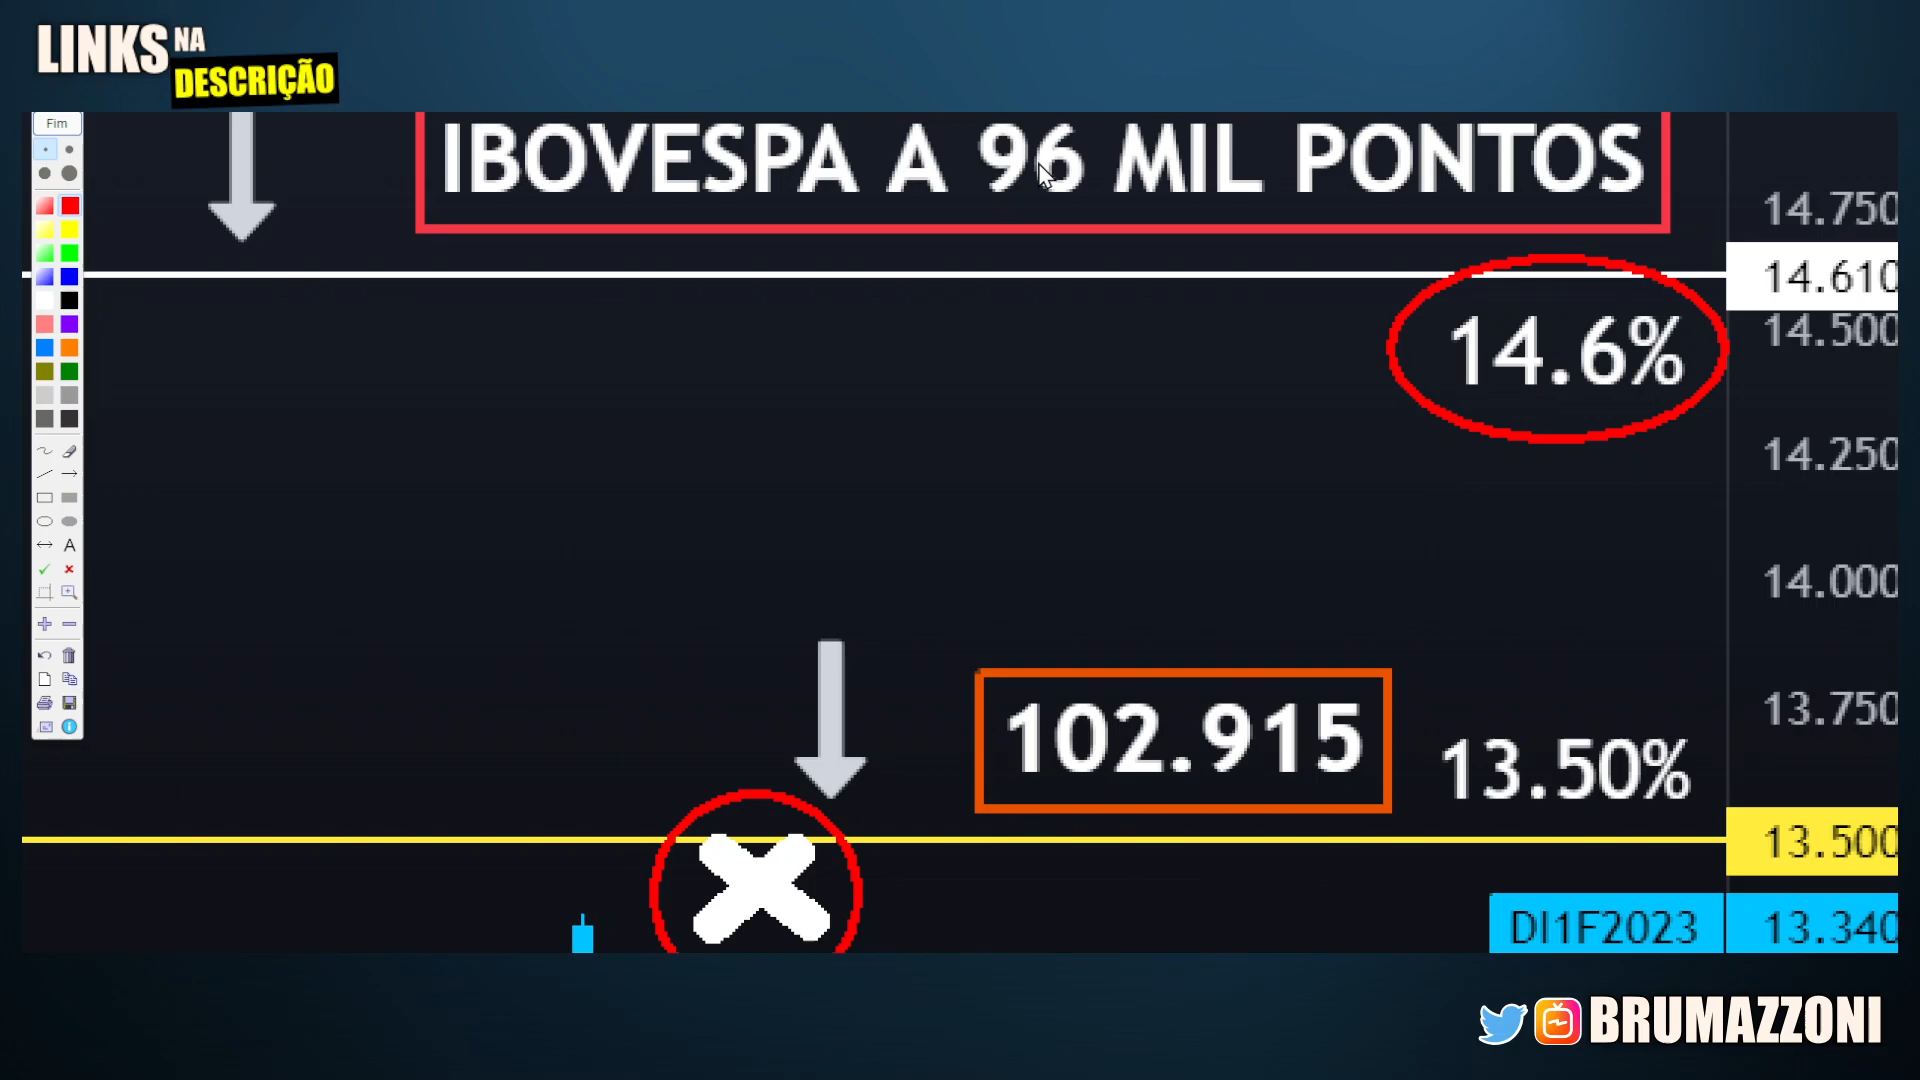 LINKS NA
DESCRIÇÃO
Fim
IBOVESPA A 96 MIL PONTOS
14.750
14.610
14.6%
14.500
14.250
14.000
13.750
102.915
13.50%
13.500
DI1F2023
13.340
A
BRUMAZZONI